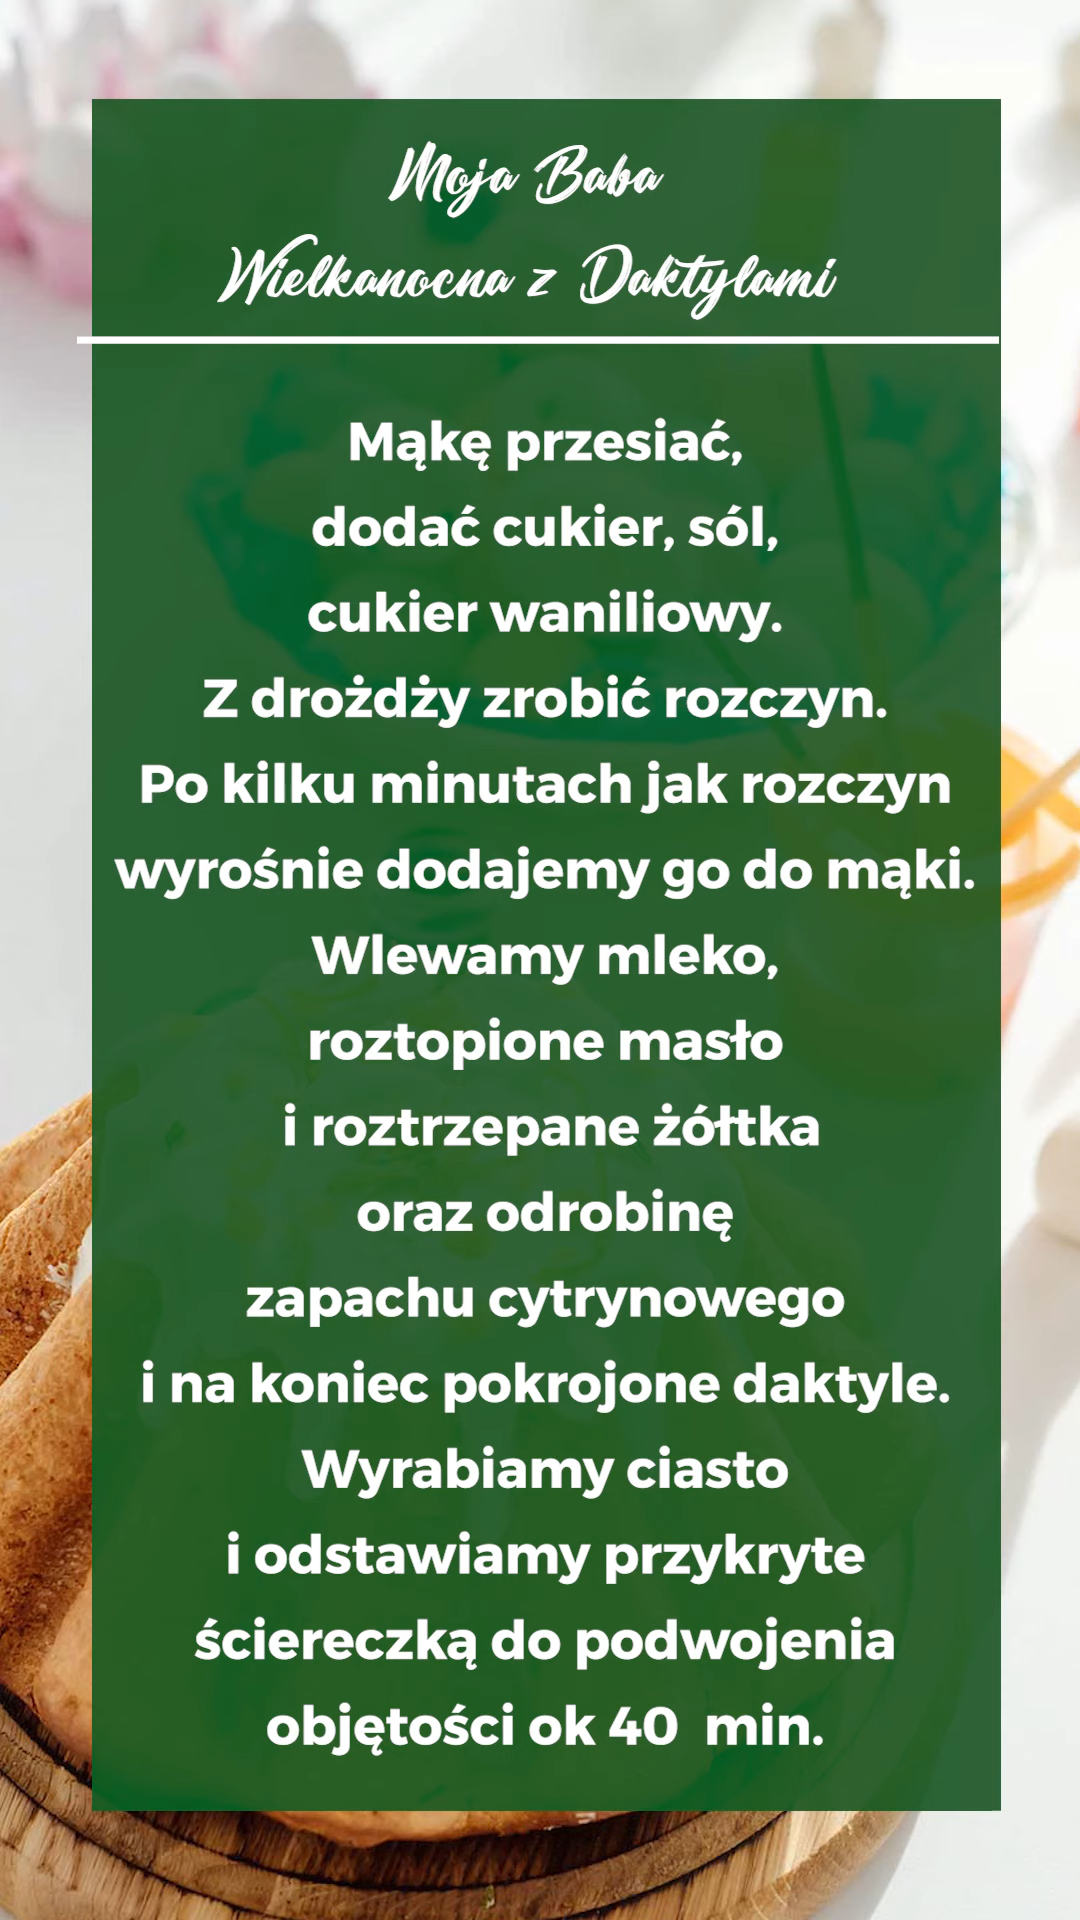 Moja Baba
Wielkanocna z Daktylami
Mąkę przesiać,
dodać cukier, sól,
cukier waniliowy.
Z drożdży zrobić rozczyn.
Po kilku minutach jak rozczyn
wyrośnie dodajemy go do mąki.
Wlewamy mleko,
roztopione masło
i roztrzepane żółtka
oraz odrobinę
zapachu cytrynowego
i na koniec pokrojone daktyle.
Wyrabiamy ciasto
i odstawiamy przykryte
ściereczką do podwojenia
objętości ok 40  min.